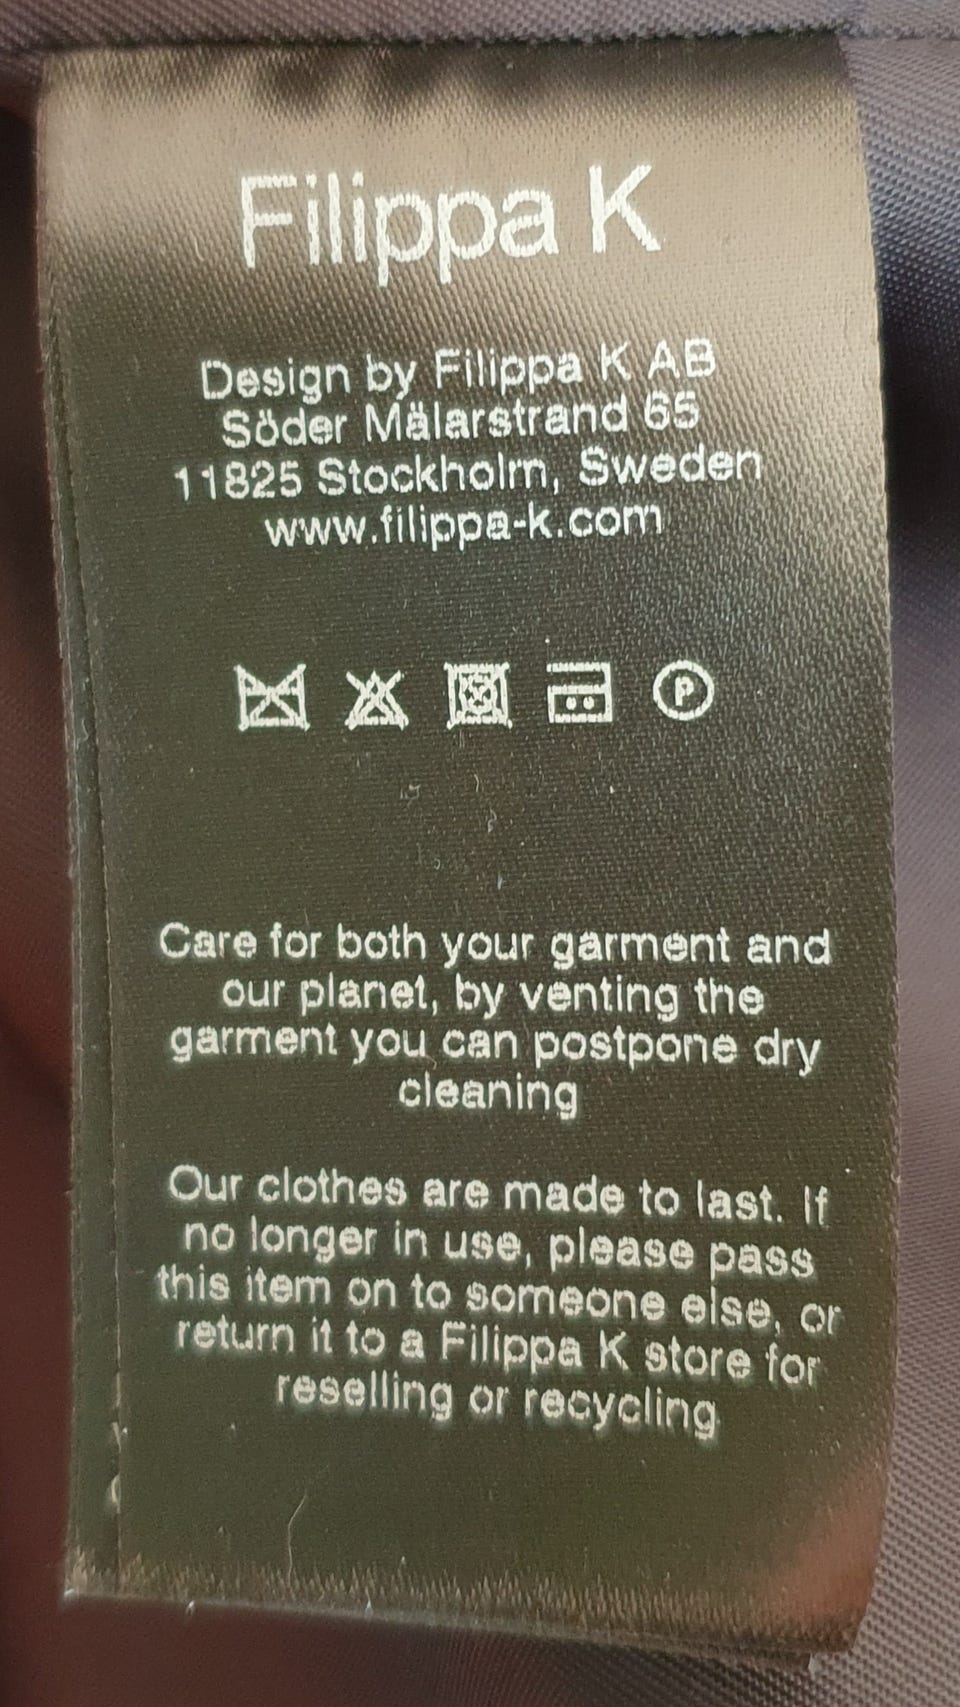 Filippa K
Design by Filippa K AB
Söder Mälarstrand 65
11825 Stockholm, Sweden
www.filippa-k.com
P
Care for both your garment and
our planet, by venting the
garment you can postpone dry
cleaning
Our clothes are made to last. If
no longer in use, please pass
this item on to someone else, or
return it to a Filippa K store for
reselling or recycling